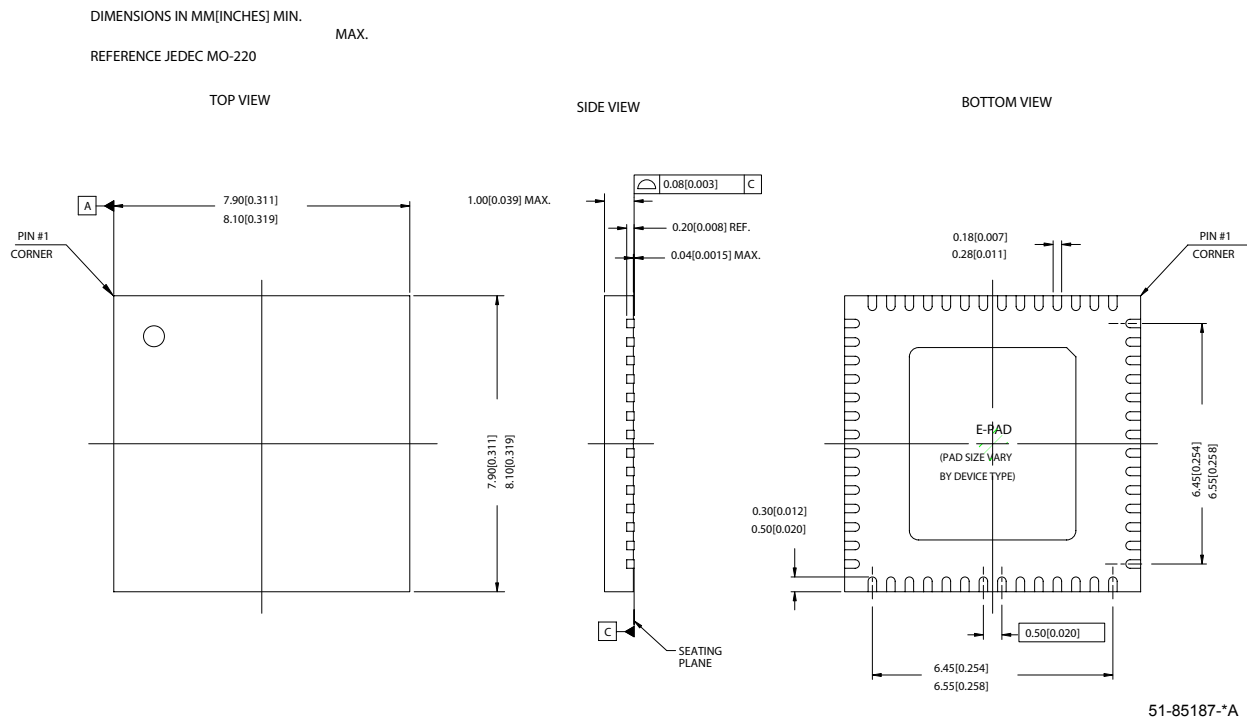 DIMENSIONS IN MM[INCHES] MIN.
MAX.
REFERENCE JEDEC MO-220
TOP VIEW
SIDE VIEW
BOTTOM VIEW
A
7.90[0.311]
8.10[0.319]
PIN #1
CORNER
7.90[0.311]
8.10[0.319]
1.00[0.039] MAX.
0.08[0.003]
C
0.20[0.008] REF.
0.04[0.0015] MAX.
C
SEATING
PLANE
0.18[0.007]
0.28[0.011]
PIN #1
CORNER
E-PAD
(PAD SIZE VARY
BY DEVICE TYPE)
6.45[0.254]
6.55[0.258]
0.30[0.012]
0.50[0.020]
0.50[0.020]
6.45[0.254]
6.55[0.258]
51-85187-*A